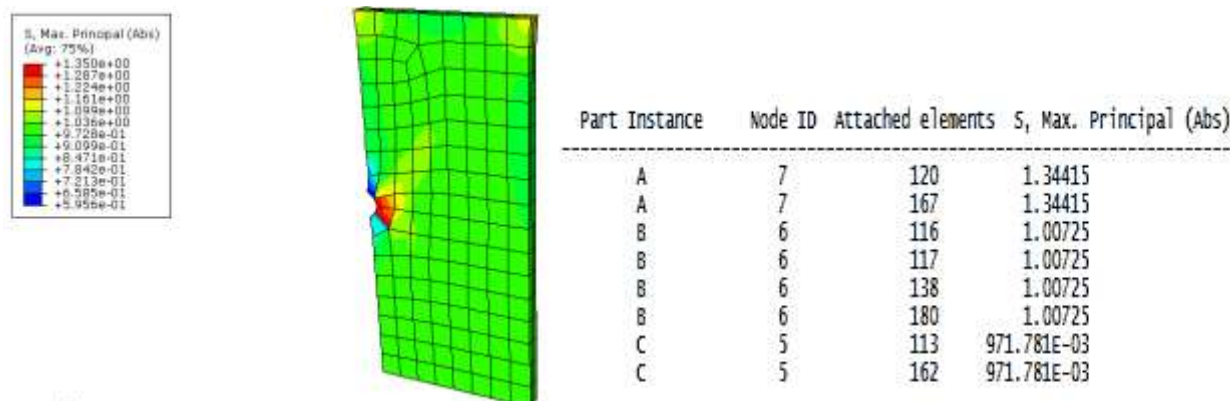 S, Max. Principal (Abs)
(Avg: 75%)
+1.350e+00
+1.287e+00
+1.224e+00
+1.161e+00
+1.099e+00
+1.036e+00
+9.728e-01
+9.099e-01
+8.471e-01
+7.842e-01
+7.213e-01
+6.585e-01
+5.956e-01
Part Instance Node ID Attached elements S, Max. Principal (Abs)
A 7 120 1.34415
A 7 167 1.34415
B 6 116 1.00725
B 6 117 1.00725
B 6 138 1.00725
B 6 180 1.00725
C 5 113 971.781E-03
C 5 162 971.781E-03